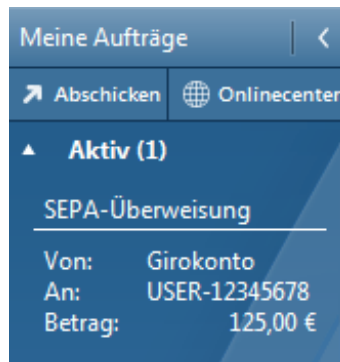 Meine Aufträge
Abschicken Onlinecenter
Aktiv (1)
SEPA-Überweisung
Von: Girokonto
An: USER-12345678
Betrag: 125,00 €